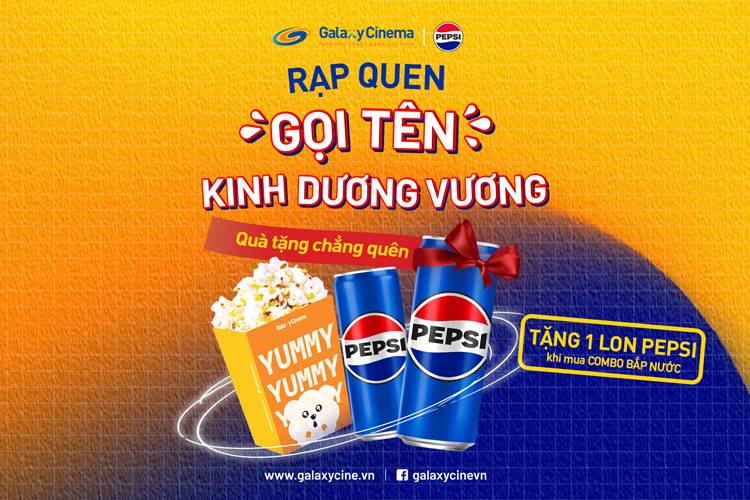 Galaxy Cinema | PEPSI
RẠP QUEN
GỌI TÊN
KINH DƯƠNG VƯƠNG
Quà tặng chẳng quên
Galaxy Cinema
YUMMY
YUMMY
PEPSI
PEPSI
TẶNG 1 LON PEPSI
khi mua COMBO BẮP NƯỚC
www.galaxycine.vn | galaxycinevn